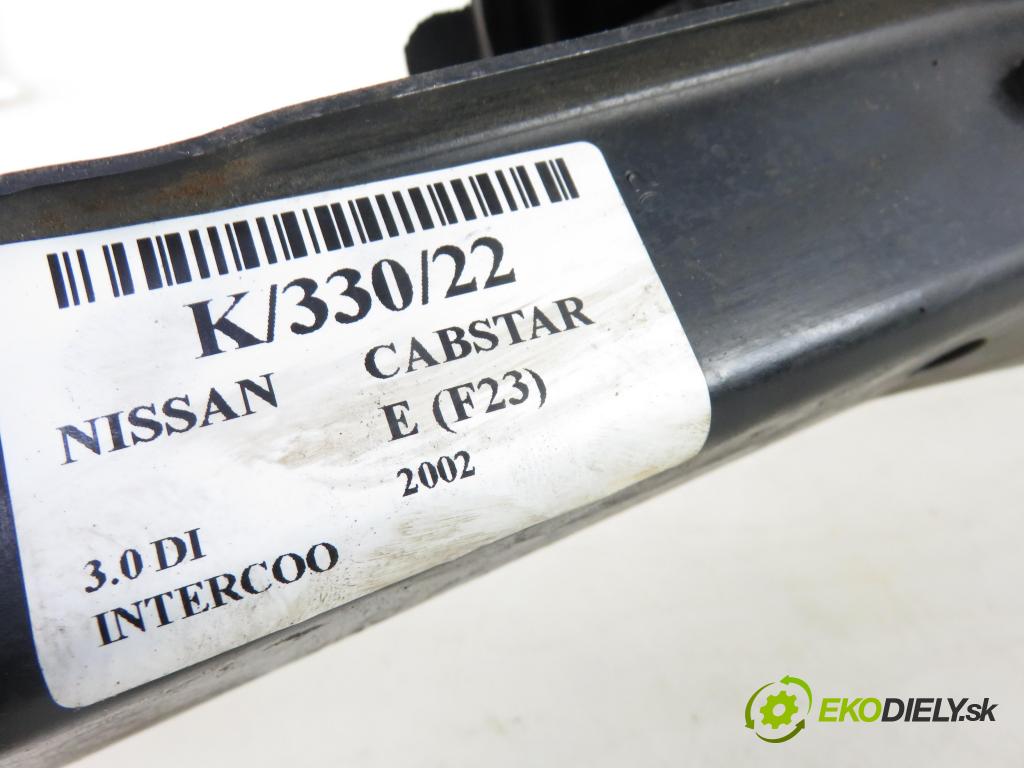 K/330/22
NISSAN CABSTAR
E (F23)
2002
3.0 DI
INTERCOO
EKODIELY.sk